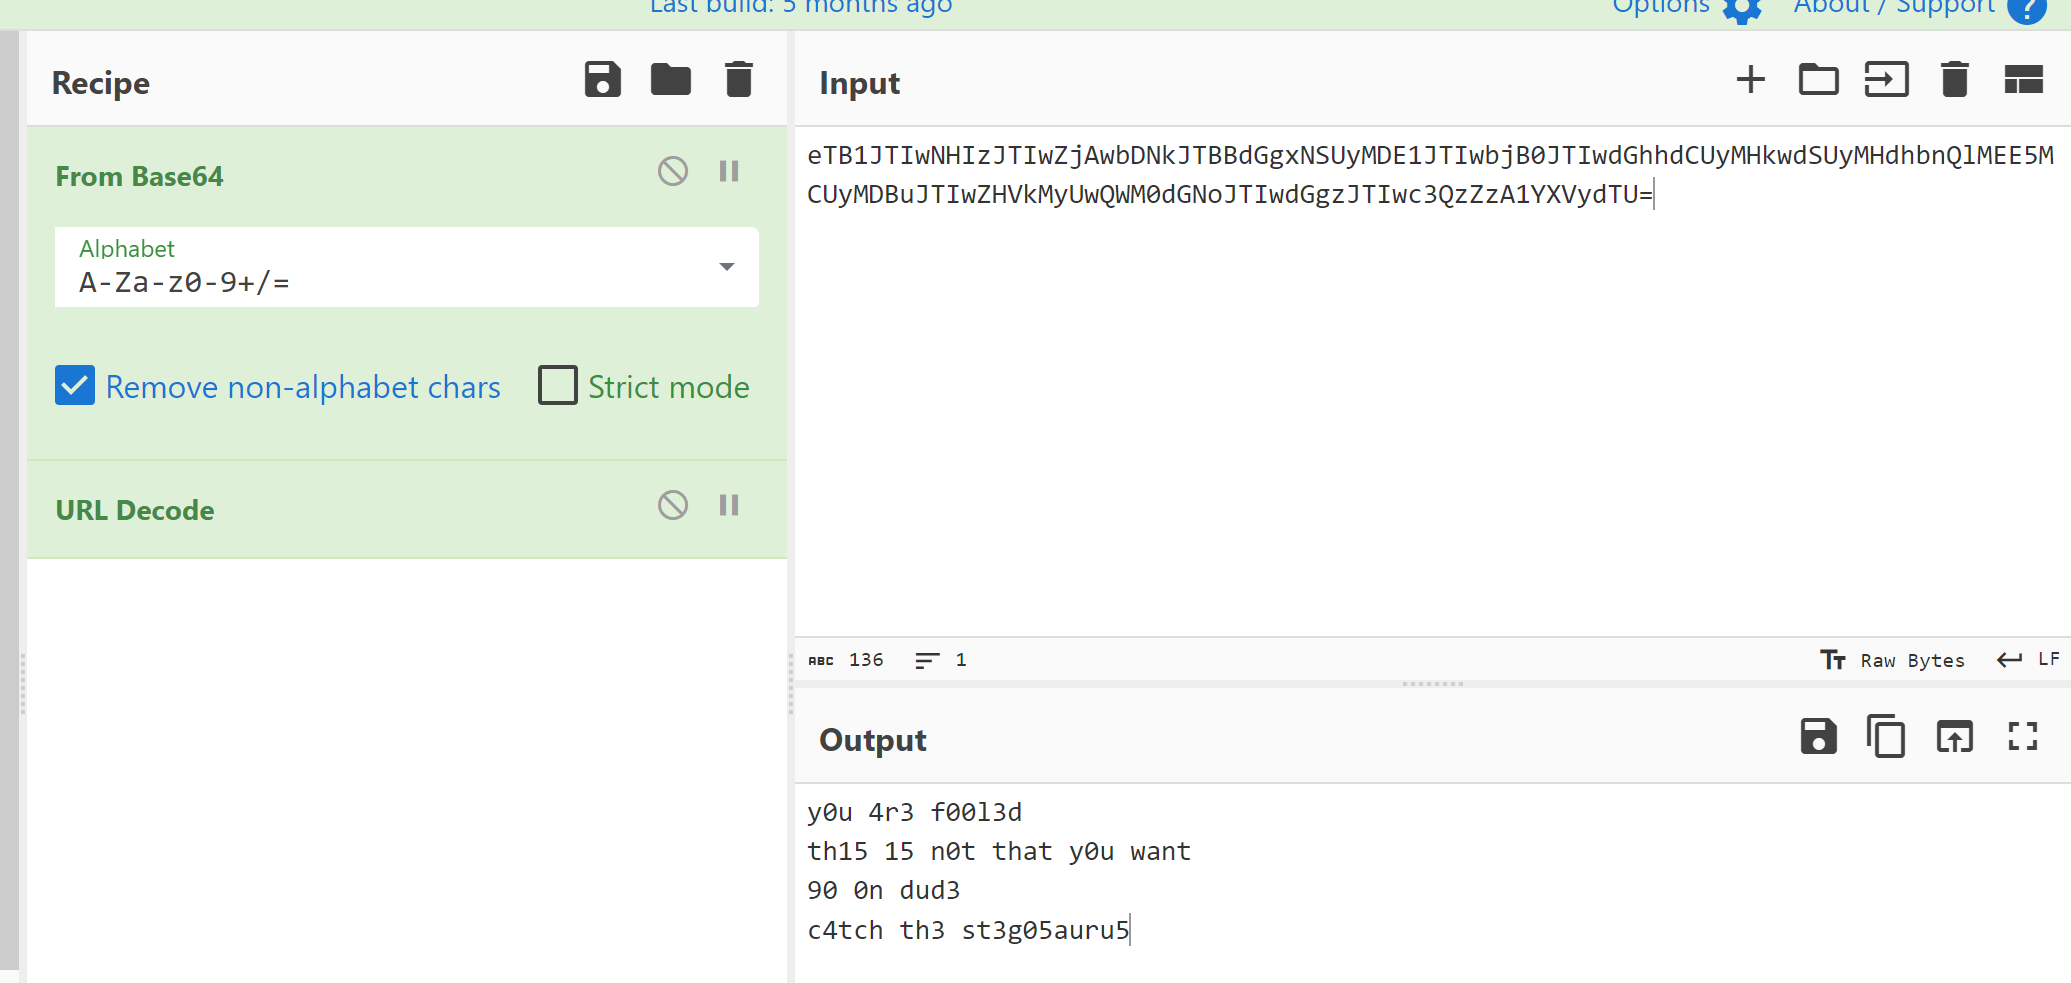 Last build: 5 months ago
Options
About / Support
?
Recipe
From Base64
Alphabet
A-Za-z0-9+/=
Remove non-alphabet chars
Strict mode
URL Decode
Input
eTB1JTIwNHIzJTIwZjAwbDNkJTBBdGgxNSUyMDE1JTIwbjB0JTIwdGhhdCUyMHkwdSUyMHdhbnQlMEE5M
CUyMDBuJTIwZHVkMyUwQWM0dGNoJTIwdGgzJTIwc3QzZzA1YXVydTU=
ABC 136
1
Tт Raw Bytes
LF
Output
y0u 4r3 f00l3d
th15 15 n0t that y0u want
90 0n dud3
c4tch th3 st3g05auru5